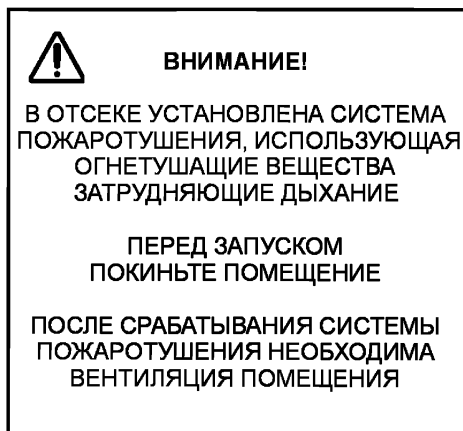 ВНИМАНИЕ!
В ОТСЕКЕ УСТАНОВЛЕНА СИСТЕМА
ПОЖАРОТУШЕНИЯ, ИСПОЛЬЗУЮЩАЯ
ОГНЕТУШАЩИЕ ВЕЩЕСТВА
ЗАТРУДНЯЮЩИЕ ДЫХАНИЕ
ПЕРЕД ЗАПУСКОМ
ПОКИНЬТЕ ПОМЕЩЕНИЕ
ПОСЛЕ СРАБАТЫВАНИЯ СИСТЕМЫ
ПОЖАРОТУШЕНИЯ НЕОБХОДИМА
ВЕНТИЛЯЦИЯ ПОМЕЩЕНИЯ